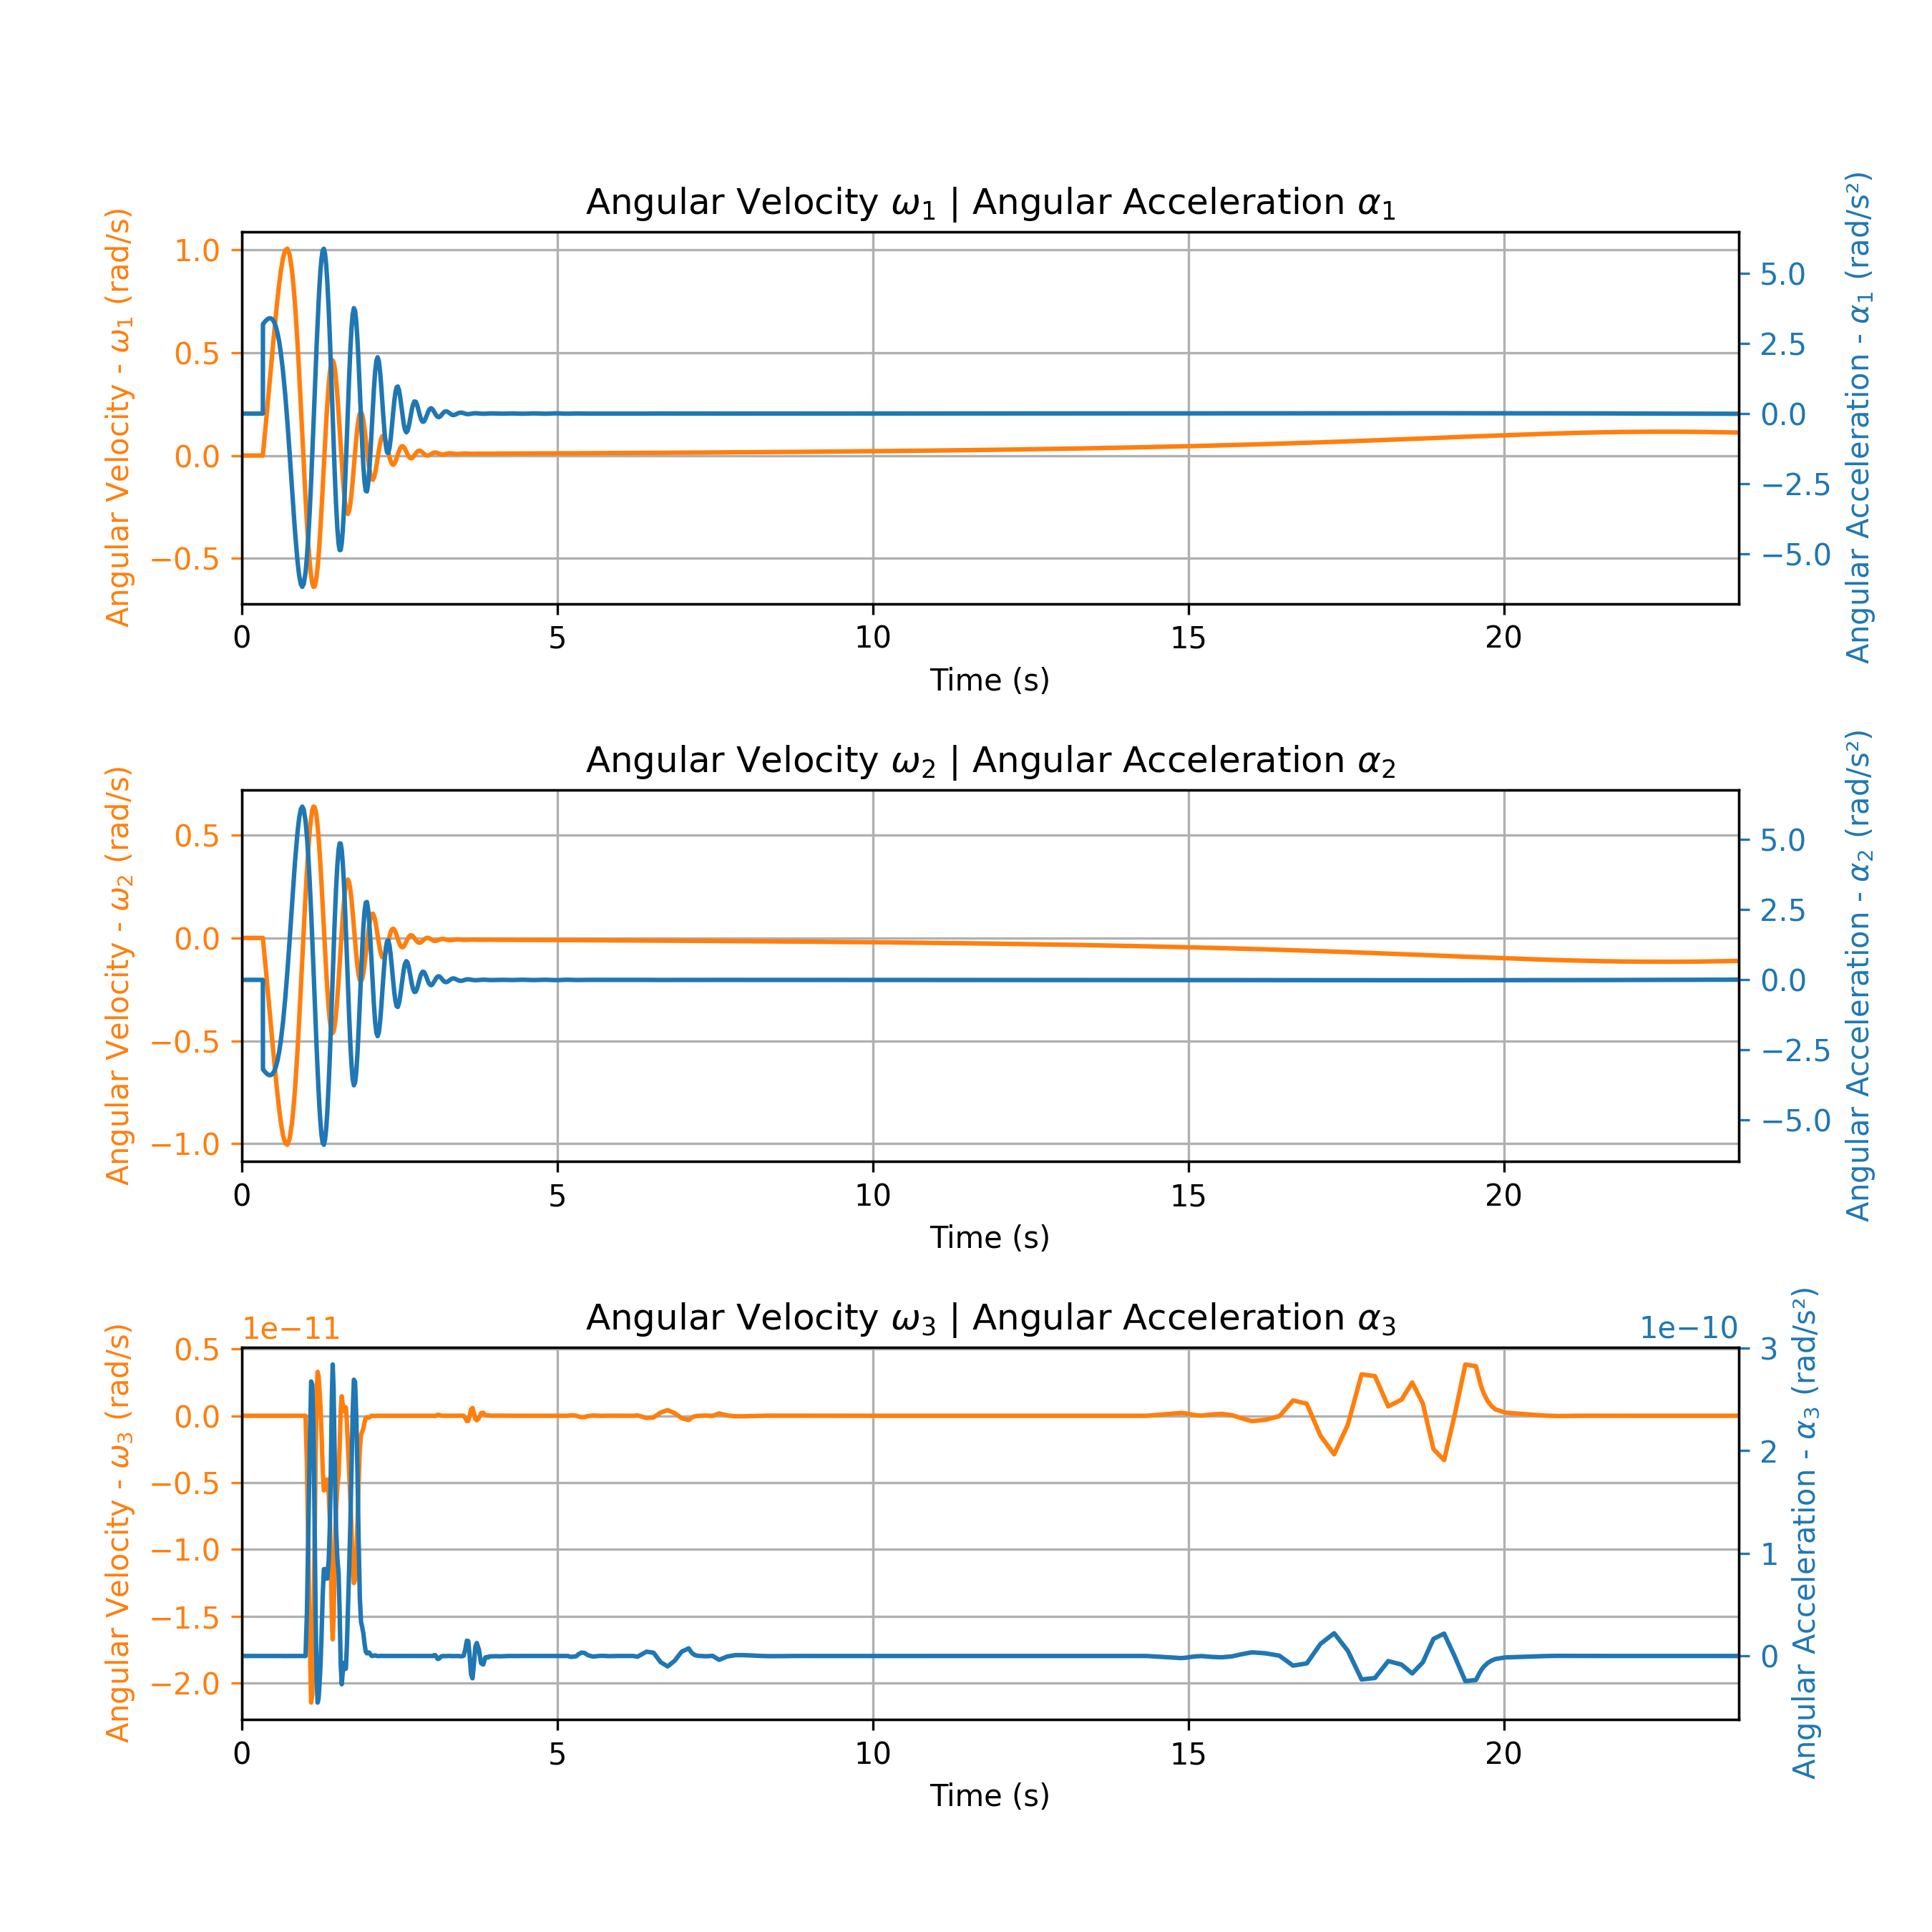 Angular Velocity ω₁ | Angular Acceleration α₁
Angular Velocity - ω₁ (rad/s)
1.0
0.5
0.0
−0.5
5.0
2.5
0.0
−2.5
−5.0
Angular Acceleration - α₁ (rad/s²)
0 5 10 15 20
Time (s)
Angular Velocity ω₂ | Angular Acceleration α₂
Angular Velocity - ω₂ (rad/s)
0.5
0.0
−0.5
−1.0
5.0
2.5
0.0
−2.5
−5.0
Angular Acceleration - α₂ (rad/s²)
0 5 10 15 20
Time (s)
Angular Velocity ω₃ | Angular Acceleration α₃
1e−11
1e−10
Angular Velocity - ω₃ (rad/s)
0.5
0.0
−0.5
−1.0
−1.5
−2.0
3
2
1
0
Angular Acceleration - α₃ (rad/s²)
0 5 10 15 20
Time (s)